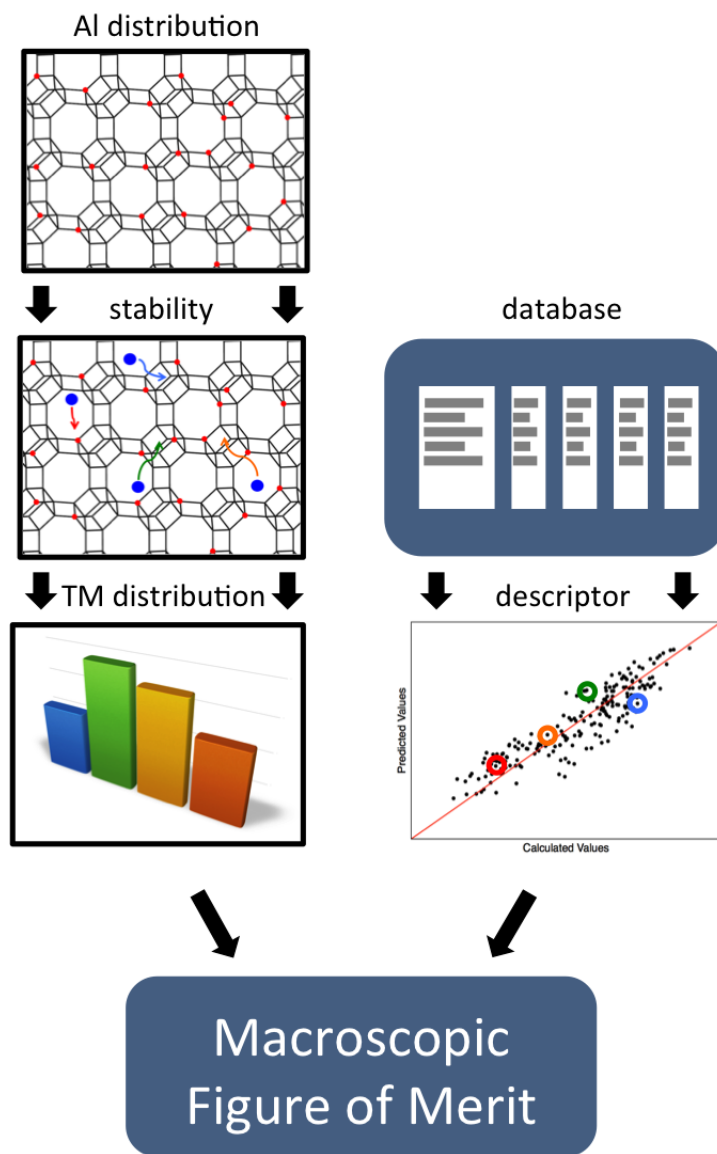 Al distribution
stability
database
TM distribution
descriptor
Predicted Values
Calculated Values
Macroscopic
Figure of Merit